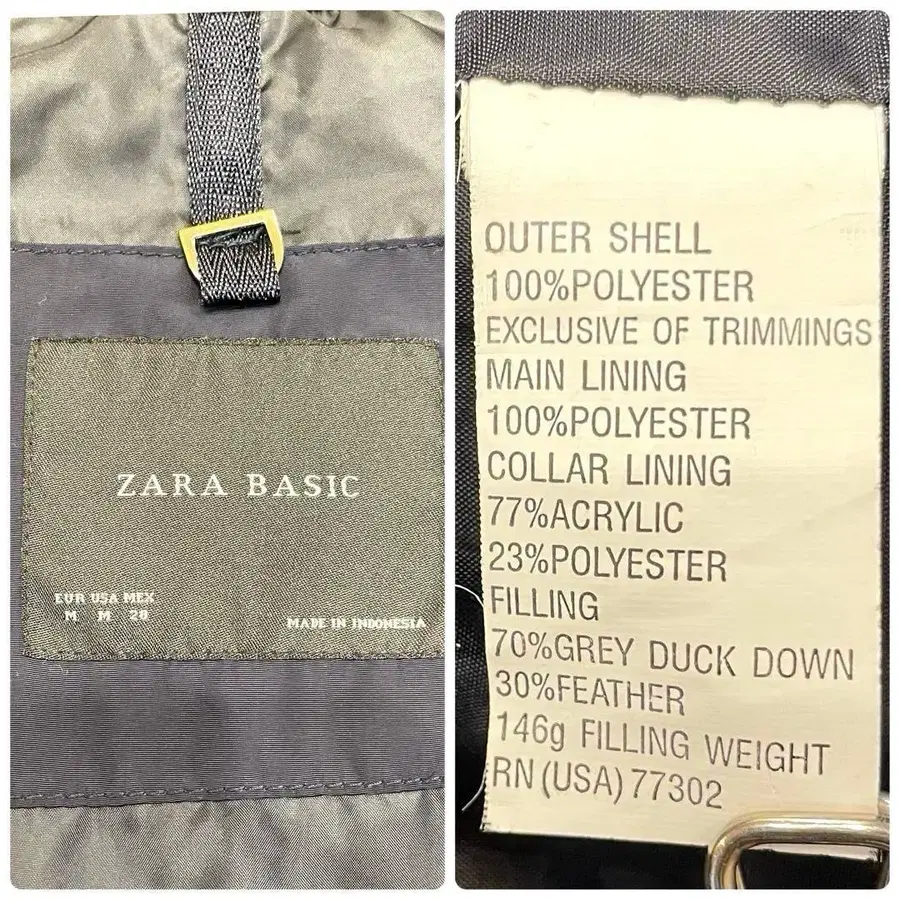 ZARA BASIC
EUR USA MEX
M M 28
MADE IN INDONESIA
OUTER SHELL
100%POLYESTER
EXCLUSIVE OF TRIMMINGS
MAIN LINING
100%POLYESTER
COLLAR LINING
77%ACRYLIC
23%POLYESTER
FILLING
70%GREY DUCK DOWN
30%FEATHER
146g FILLING WEIGHT
RN(USA)77302